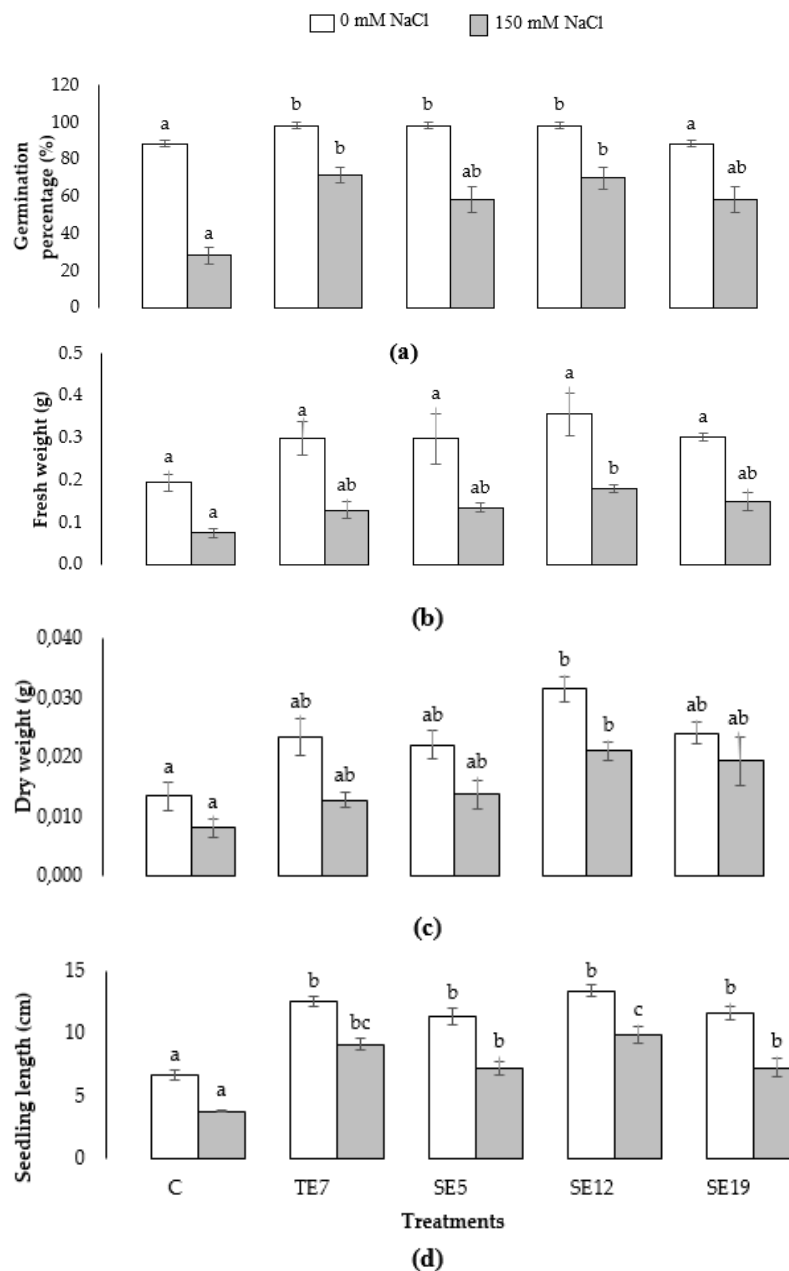 0 mM NaCl 150 mM NaCl
Germination
percentage (%)
120
100
80
60
40
20
0
a a b b b ab b b a ab
(a)
Fresh weight (g)
0.5
0.4
0.3
0.2
0.1
0.0
a a a ab a ab a b a ab
(b)
Dry weight (g)
0,040
0,030
0,020
0,010
0,000
a a ab ab ab ab b b ab ab
(c)
Seedling length (cm)
15
10
5
0
a a b bc b b b c b b
C TE7 SE5 SE12 SE19
Treatments
(d)